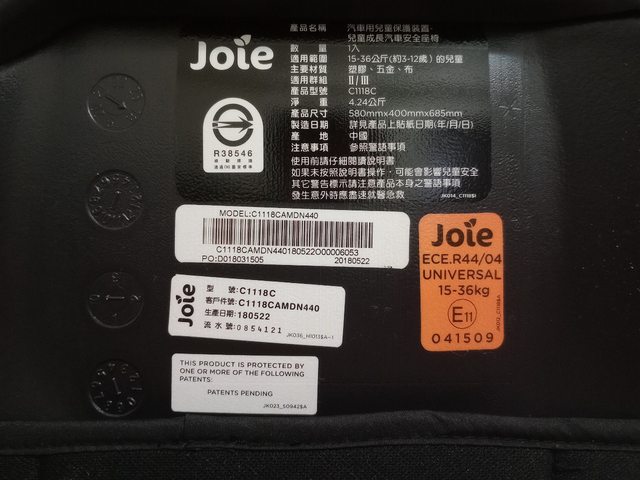 Joie
產品名稱 汽車用兒童保護裝置-
兒童成長汽車安全座椅
數量 1入
適用範圍 15-36公斤 (約3-12歲) 的兒童
主要材質 塑膠、五金、布
適用群組 II/III
產品型號 C1118C
淨重 4.24公斤
產品尺寸 580mmx400mmx685mm
製造日期 詳見產品上貼紙日期(年/月/日)
產地 中國
注意事項 參照警語事項
使用前請仔細閱讀說明書
如果未按照說明書操作，可能會影響兒童安全
其它警告標示請注意產品本身之警語事項
發生意外時應盡速就醫急救
R38546
MODEL:C1118CAMDN440
C1118CAMDN440180522O00006053
PO:D018031505 20180522
Joie
型 號:C1118C
客戶件號:C1118CAMDN440
生產日期:180522
流 水 號:0854121
JK036_H1013$A-1
THIS PRODUCT IS PROTECTED BY
ONE OR MORE OF THE FOLLOWING
PATENTS:
PATENTS PENDING
JK023_S0942$A
Joie
ECE.R44/04
UNIVERSAL
15-36kg
E11
041509